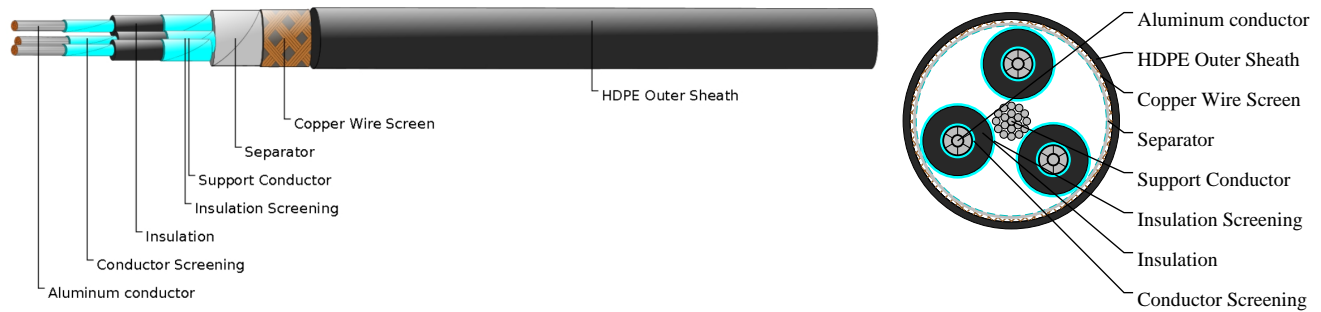 HDPE Outer Sheath
Copper Wire Screen
Separator
Support Conductor
Insulation Screening
Insulation
Conductor Screening
Aluminum conductor
Aluminum conductor
HDPE Outer Sheath
Copper Wire Screen
Separator
Support Conductor
Insulation Screening
Insulation
Conductor Screening